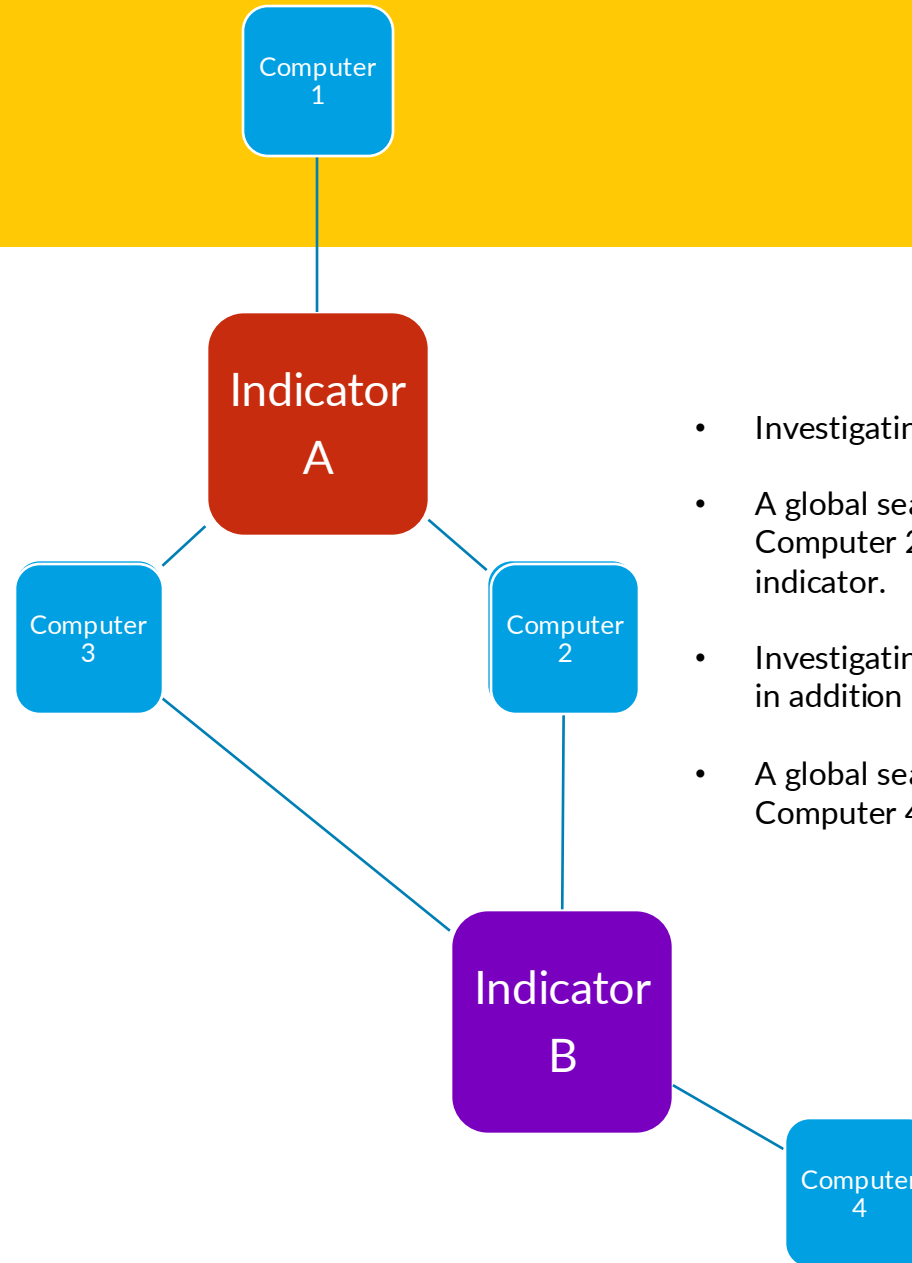 Computer
1
Indicator
A
Computer
3
Computer
2
• Investigatin
• A global sea
Computer 2
indicator.
• Investigatin
in addition
• A global sea
Computer 4
Indicator
B
Computer
4